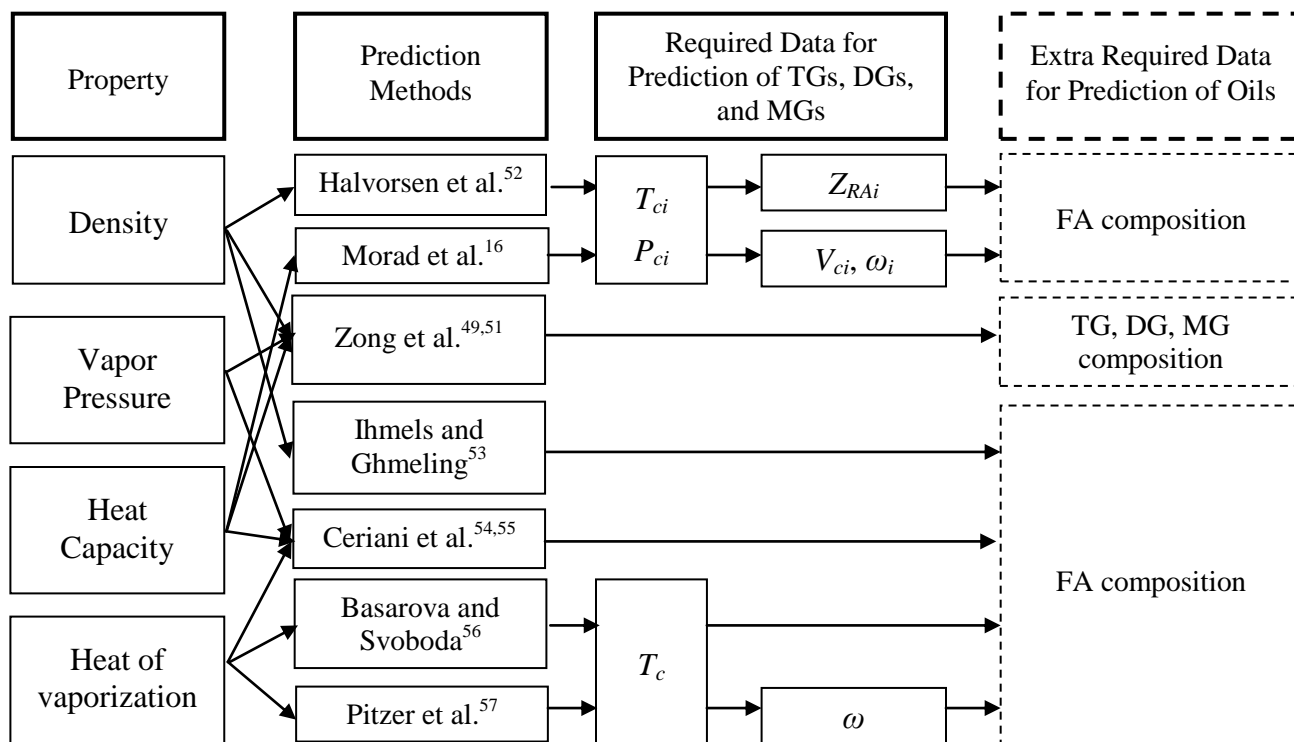 Property
Prediction
Methods
Required Data for
Prediction of TGs, DGs,
and MGs
Extra Required Data
for Prediction of Oils
Density
Vapor
Pressure
Heat
Capacity
Heat of
vaporization
Halvorsen et al.52
Morad et al.16
Zong et al.49,51
Ihmels and
Ghmeling53
Ceriani et al.54,55
Basarova and
Svoboda56
Pitzer et al.57
Tci
Pci
ZRAi
Vci, ωi
Tc
ω
FA composition
TG, DG, MG
composition
FA composition